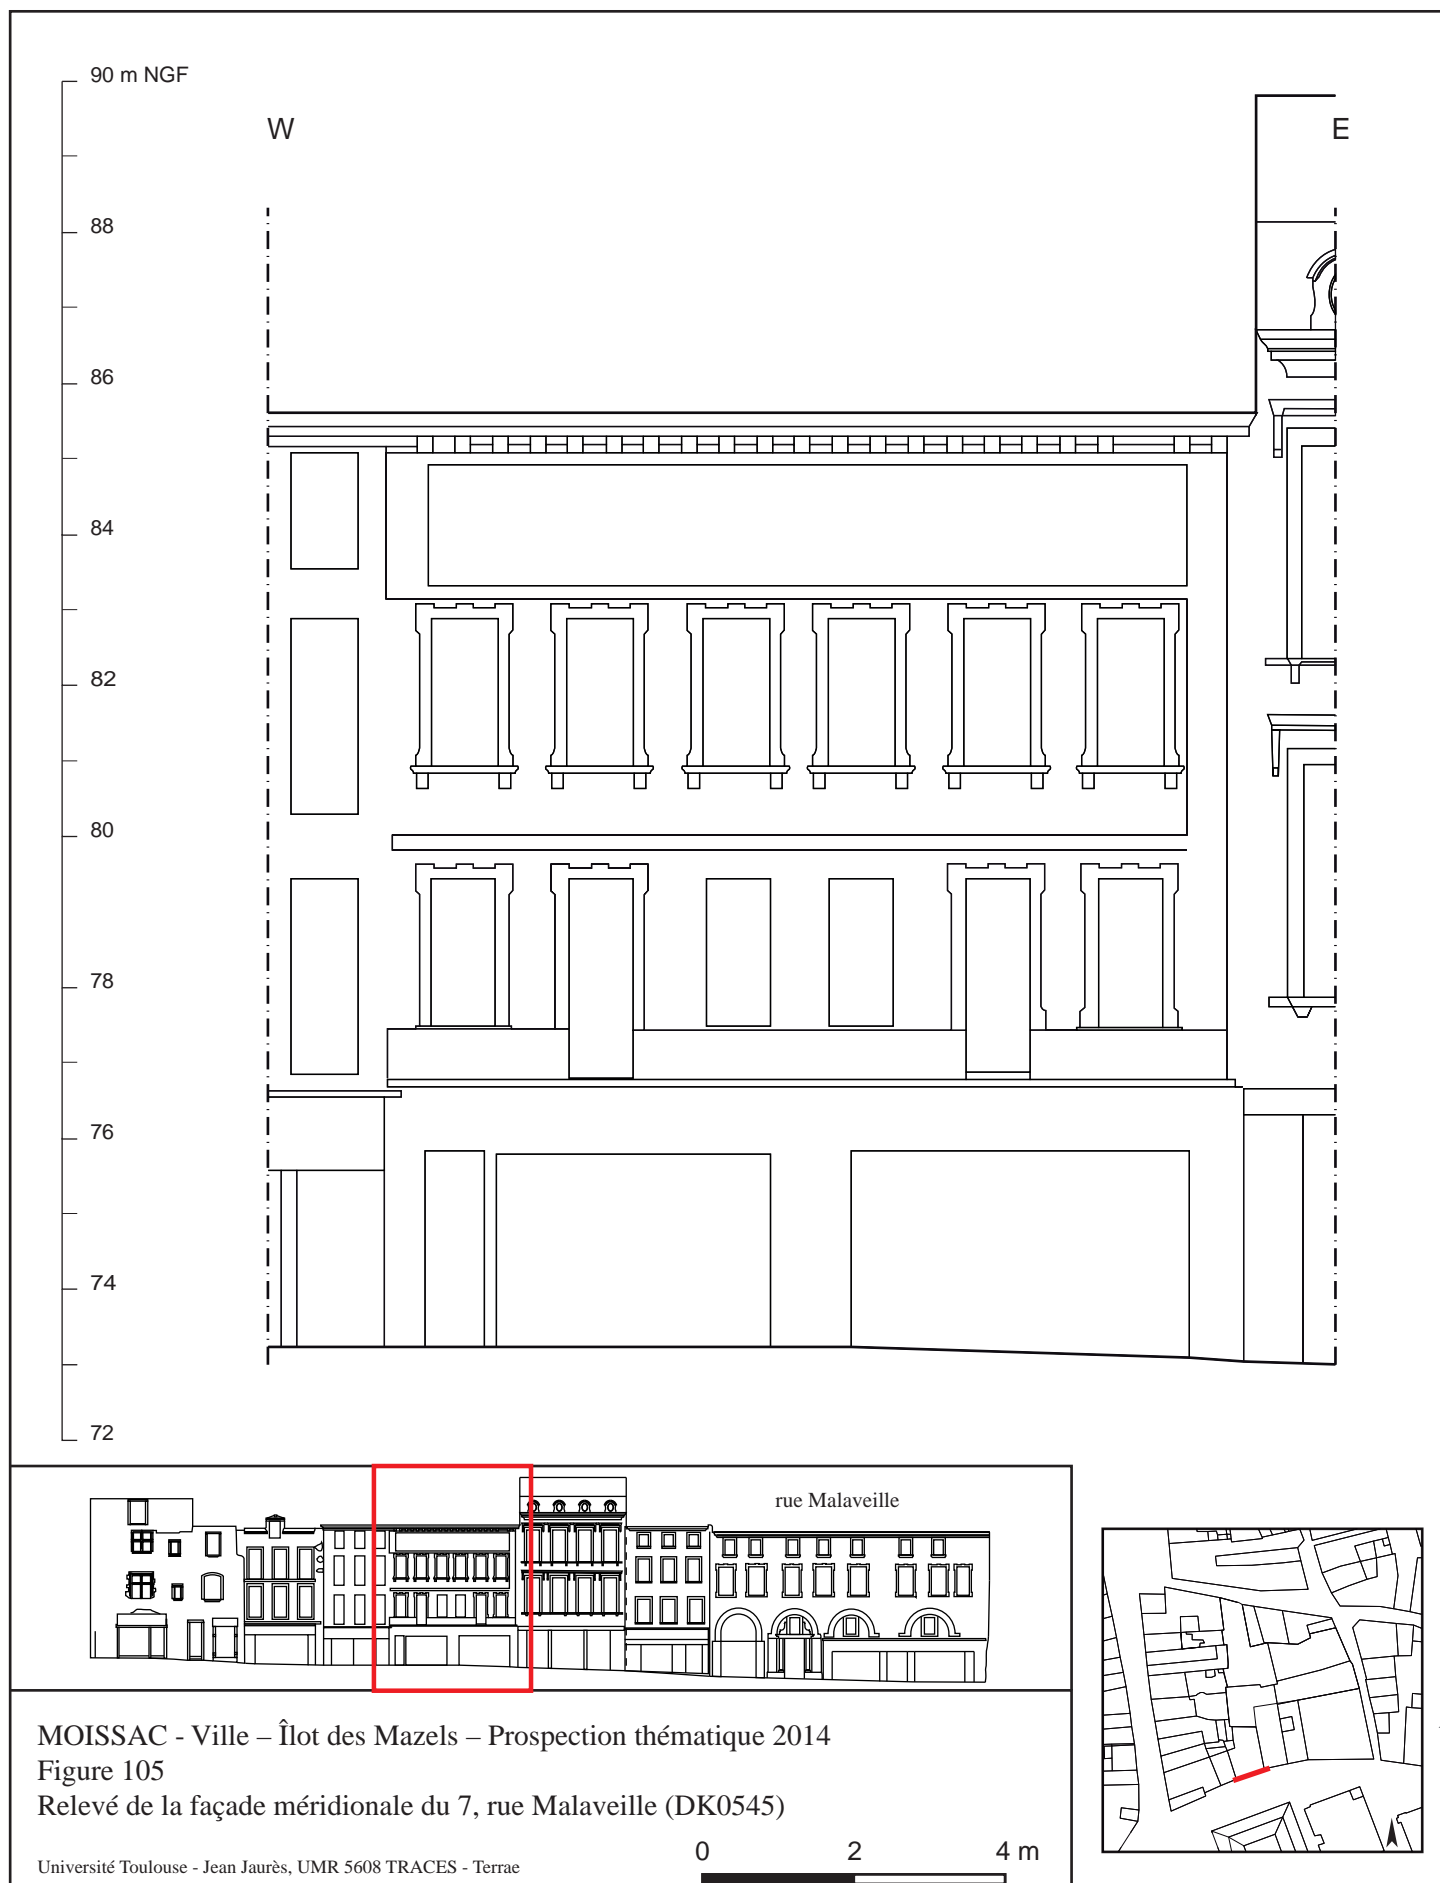 90 m NGF
W
E
88
86
84
82
80
78
76
74
72
rue Malaveille
MOISSAC - Ville – Îlot des Mazels – Prospection thématique 2014
Figure 105
Relevé de la façade méridionale du 7, rue Malaveille (DK0545)
0 2 4 m
Université Toulouse - Jean Jaurès, UMR 5608 TRACES - Terrae